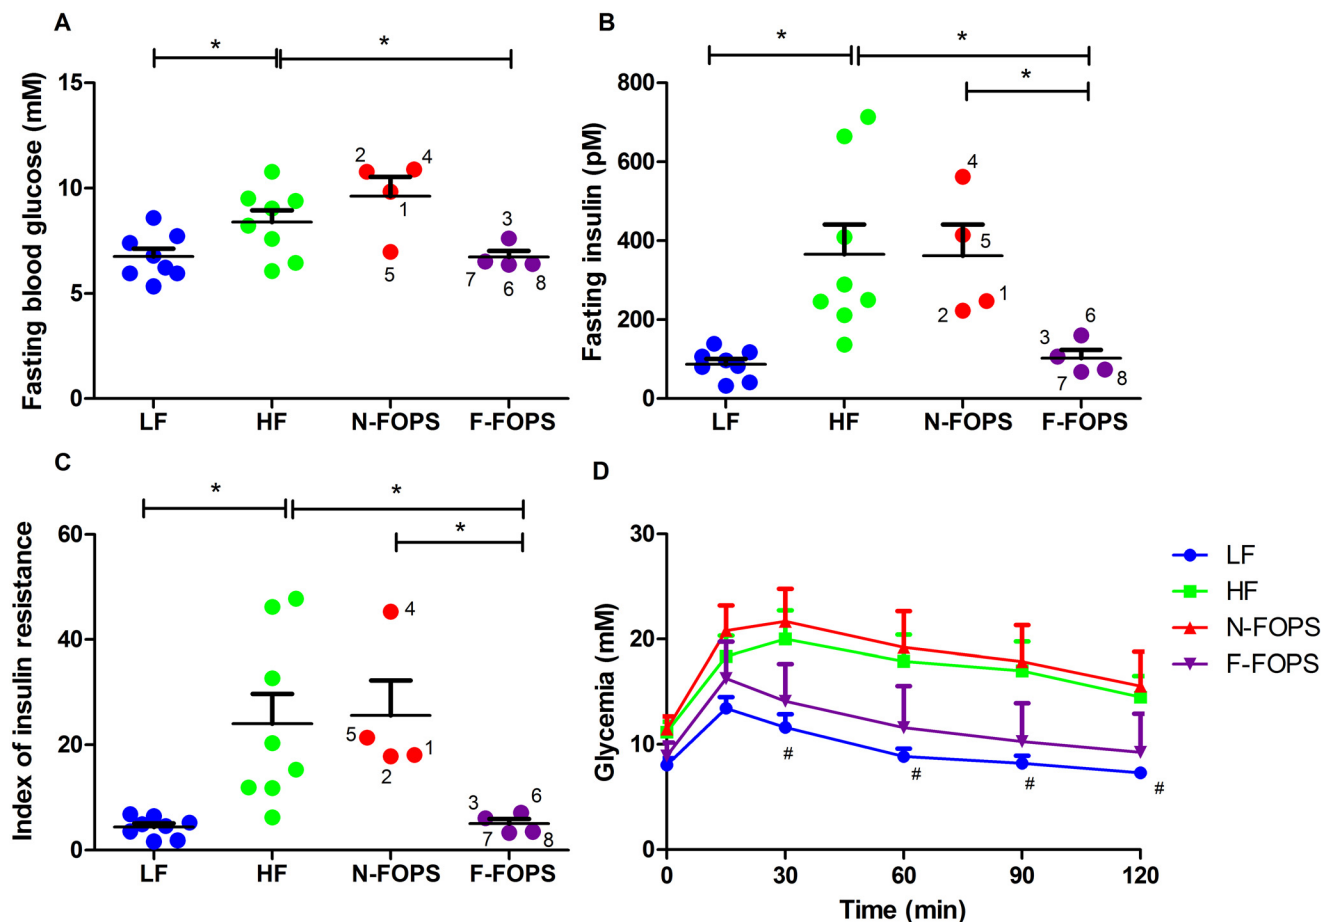 A
*
*
Fasting blood glucose (mM)
15
10
5
0
2
4
1
5
3
7
6
8
LF
HF
N-FOPS
F-FOPS
B
*
*
*
Fasting insulin (pM)
800
600
400
200
0
4
5
1
2
6
3
7
8
LF
HF
N-FOPS
F-FOPS
C
*
*
*
Index of insulin resistance
60
40
20
0
4
5
1
2
3
6
7
8
LF
HF
N-FOPS
F-FOPS
D
Glycemia (mM)
30
20
10
0
#
#
#
#
0
30
60
90
120
Time (min)
LF
HF
N-FOPS
F-FOPS